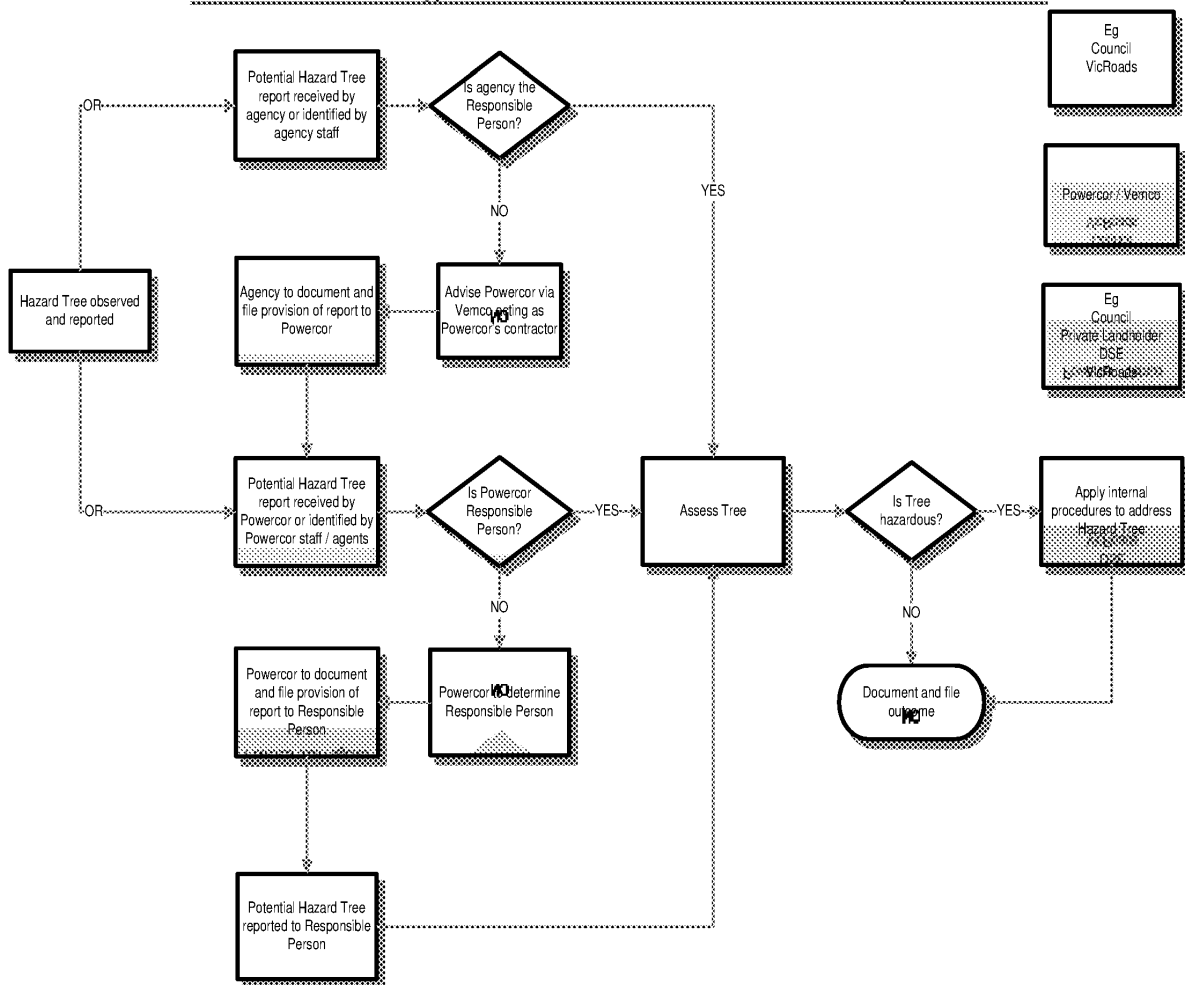 Eg
Council
VicRoads
Potential Hazard Tree
report received by
agency or identified by
agency staff
Is agency the
Responsible
Person?
OR
YES
NO
Powercor / Vemco
Hazard Tree observed
and reported
Agency to document and
file provision of report to
Powercor
Advise Powercor via
Vemco acting as
Powercor's contractor
Eg
Council
Private Landholder
DSE
VicRoads
OR
Potential Hazard Tree
report received by
Powercor or identified by
Powercor staff / agents
Is Powercor
Responsible
Person?
YES
Assess Tree
Is Tree
hazardous?
YES
Apply internal
procedures to address
Hazard Tree
NO
NO
Powercor to document
and file provision of
report to Responsible
Person
Powercor to determine
Responsible Person
Document and file
outcome
Potential Hazard Tree
reported to Responsible
Person